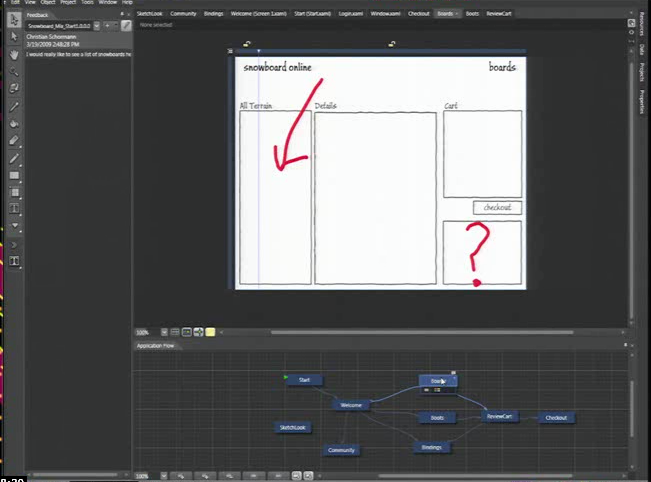 Edit View Object Project Tools Window Help
Feedback
SketchLook Community Bindings Welcome (Screen 1.xaml) Start (Start.xaml) Login.xaml Window.xaml Checkout Boards Boots ReviewCart
None selected
Snowboard_Mix_Start1.0.0.0
Christian Schormann
3/19/2009 2:48:28 PM
I would really like to see a list of snowboards he
snowboard online boards
All Terrain Details Cart
checkout
?
Resources
Data
Projects
Properties
100%
Application Flow
Start
Boards
Welcome
Boots
ReviewCart
Checkout
SketchLook
Community
Bindings
100%